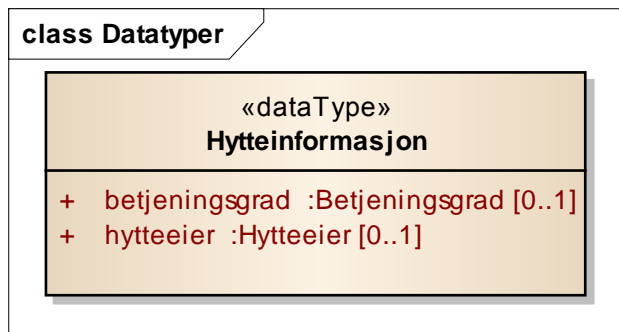 class Datatyper
«dataType»
Hytteinformasjon
+ betjeningsgrad :Betjeningsgrad [0..1]
+ hytteeier :Hytteeier [0..1]